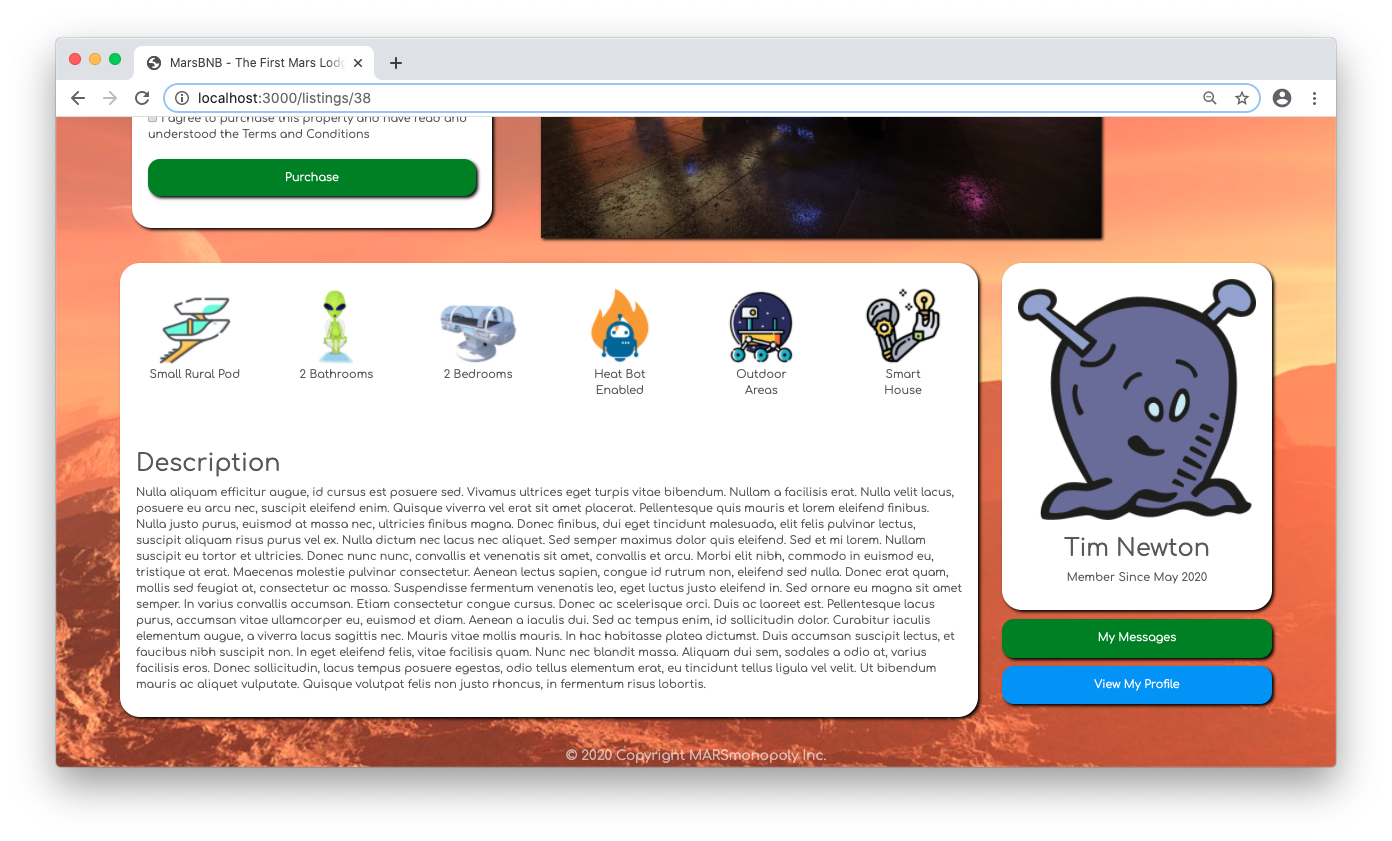 MarsBNB - The First Mars Lodg
localhost:3000/listings/38
I agree to purchase this property and have read and
understood the Terms and Conditions
Purchase
Small Rural Pod
2 Bathrooms
2 Bedrooms
Heat Bot
Enabled
Outdoor
Areas
Smart
House
Description
Nulla aliquam efficitur augue, id cursus est posuere sed. Vivamus ultrices eget turpis vitae bibendum. Nullam a facilisis erat. Nulla velit lacus,
posuere eu arcu nec, suscipit eleifend enim. Quisque viverra vel erat sit amet placerat. Pellentesque quis mauris et lorem eleifend finibus.
Nulla justo purus, euismod at massa nec, ultricies finibus magna. Donec finibus, dui eget tincidunt malesuada, elit felis pulvinar lectus,
suscipit aliquam risus purus vel ex. Nulla dictum nec lacus nec aliquet. Sed semper maximus dolor quis eleifend. Sed et mi lorem. Nullam
suscipit eu tortor et ultricies. Donec nunc nunc, convallis et venenatis sit amet, convallis et arcu. Morbi elit nibh, commodo in euismod eu,
tristique at erat. Maecenas molestie pulvinar consectetur. Aenean lectus sapien, congue id rutrum non, eleifend sed nulla. Donec erat quam,
mollis sed feugiat at, consectetur ac massa. Suspendisse fermentum venenatis leo, eget luctus justo eleifend in. Sed ornare eu magna sit amet
semper. In varius convallis accumsan. Etiam consectetur congue cursus. Donec ac scelerisque orci. Duis ac laoreet est. Pellentesque lacus
purus, accumsan vitae ullamcorper eu, euismod et diam. Aenean a iaculis dui. Sed ac tempus enim, id sollicitudin dolor. Curabitur iaculis
elementum augue, a viverra lacus sagittis nec. Mauris vitae mollis mauris. In hac habitasse platea dictumst. Duis accumsan suscipit lectus, et
faucibus nibh suscipit non. In eget eleifend felis, vitae facilisis quam. Nunc nec blandit massa. Aliquam dui sem, sodales a odio at, varius
facilisis eros. Donec sollicitudin, lacus tempus posuere egestas, odio tellus elementum erat, eu tincidunt tellus ligula vel velit. Ut bibendum
mauris ac aliquet vulputate. Quisque volutpat felis non justo rhoncus, in fermentum risus lobortis.
Tim Newton
Member Since May 2020
My Messages
View My Profile
© 2020 Copyright MARSmonopoly Inc.